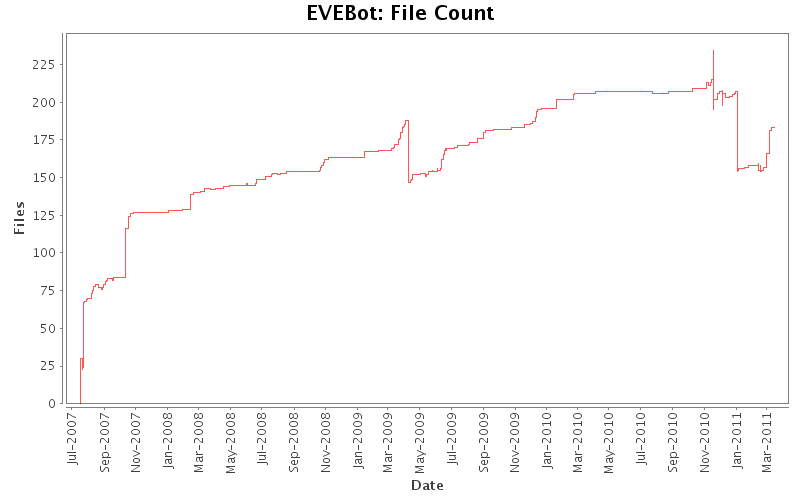 EVEBot: File Count
Files
225
200
175
150
125
100
75
50
25
0
Jul-2007
Sep-2007
Nov-2007
Jan-2008
Mar-2008
May-2008
Jul-2008
Sep-2008
Nov-2008
Jan-2009
Mar-2009
May-2009
Jul-2009
Sep-2009
Nov-2009
Jan-2010
Mar-2010
May-2010
Jul-2010
Sep-2010
Nov-2010
Jan-2011
Mar-2011
Date